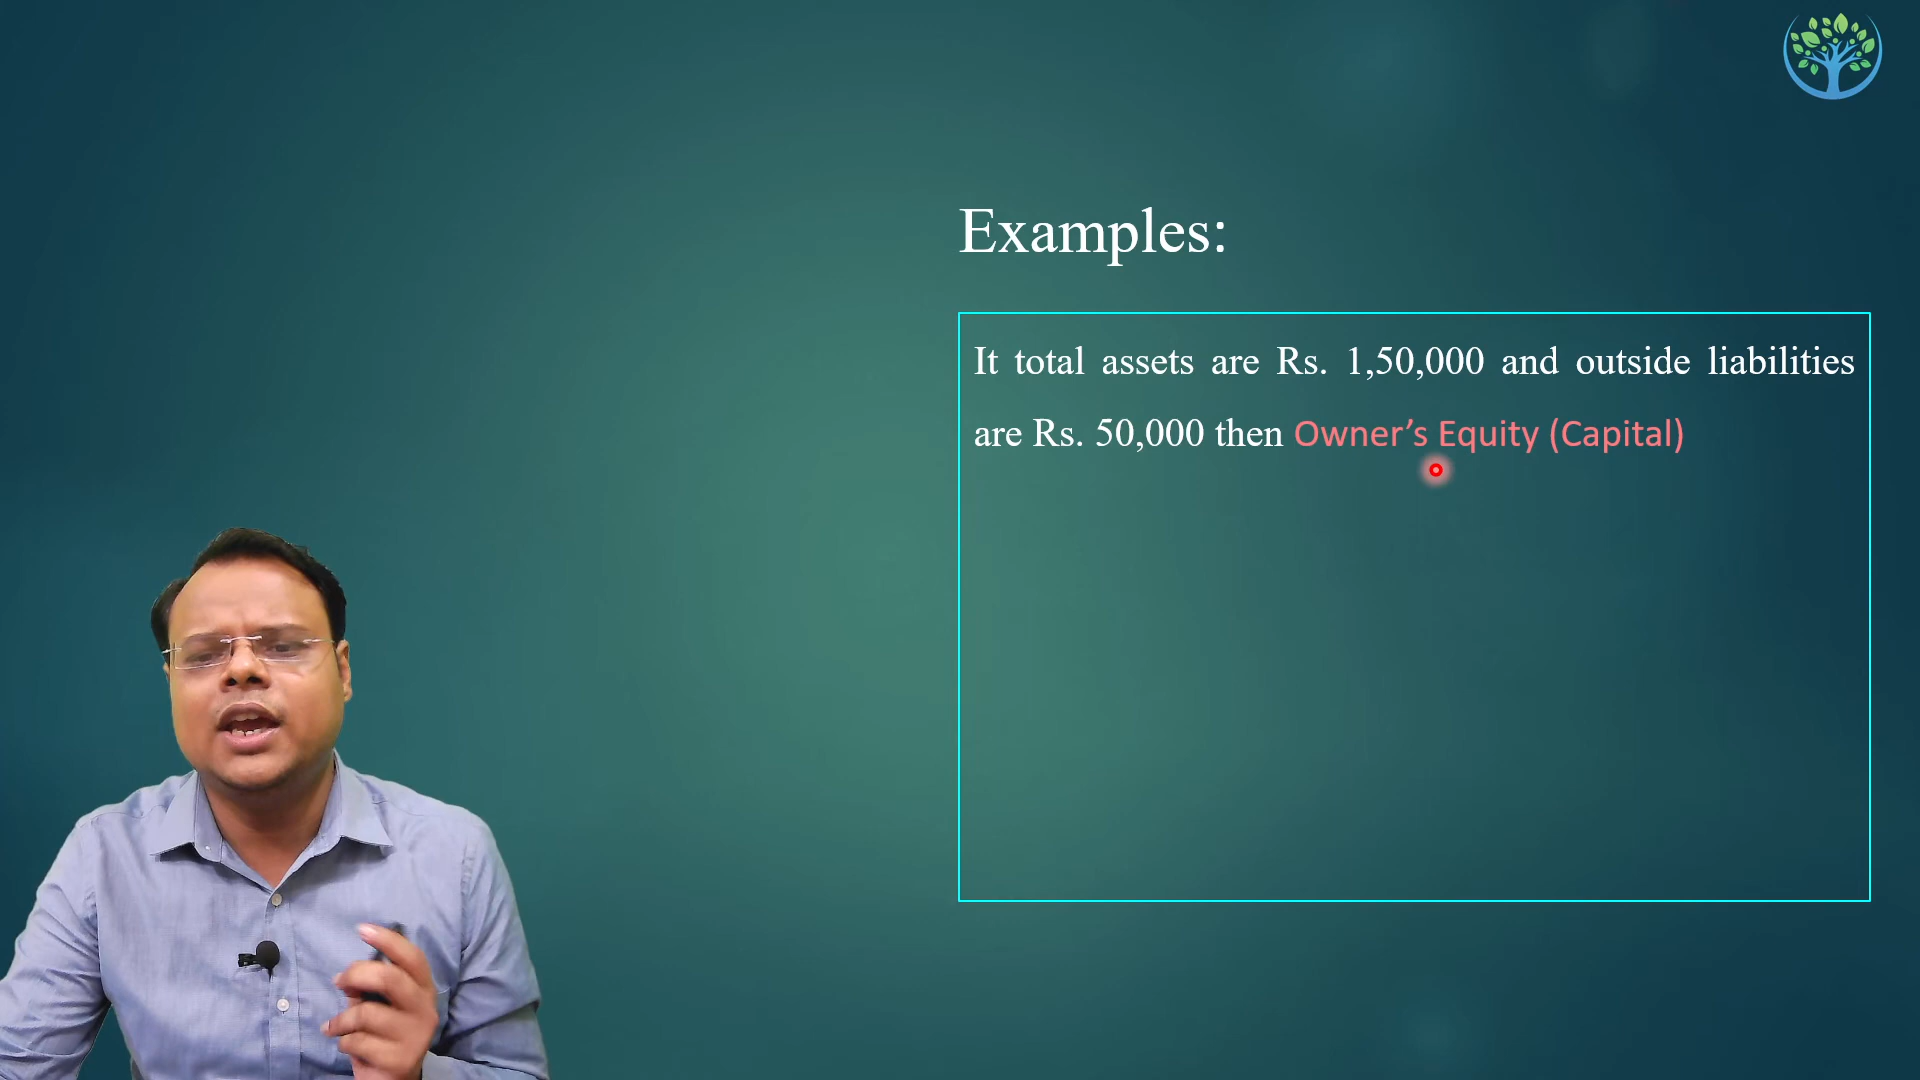 Examples:
It total assets are Rs. 1,50,000 and outside liabilities
are Rs. 50,000 then Owner’s Equity (Capital)